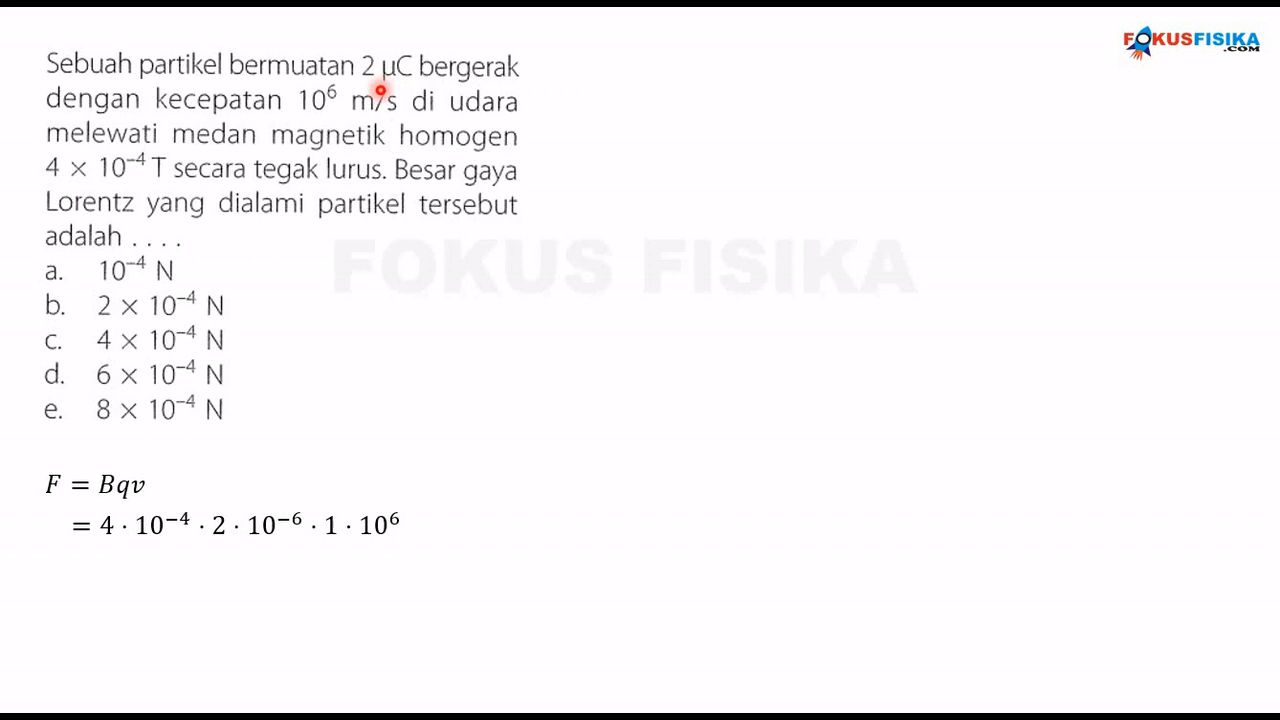 FOKUSFISIKA
.COM
Sebuah partikel bermuatan 2 μC bergerak
dengan kecepatan 10⁶ m/s di udara
melewati medan magnetik homogen
4 × 10⁻⁴ T secara tegak lurus. Besar gaya
Lorentz yang dialami partikel tersebut
adalah . . . .
FOKUS FISIKA
a. 10⁻⁴ N
b. 2 × 10⁻⁴ N
c. 4 × 10⁻⁴ N
d. 6 × 10⁻⁴ N
e. 8 × 10⁻⁴ N
F = Bqv
= 4 · 10⁻⁴ · 2 · 10⁻⁶ · 1 · 10⁶